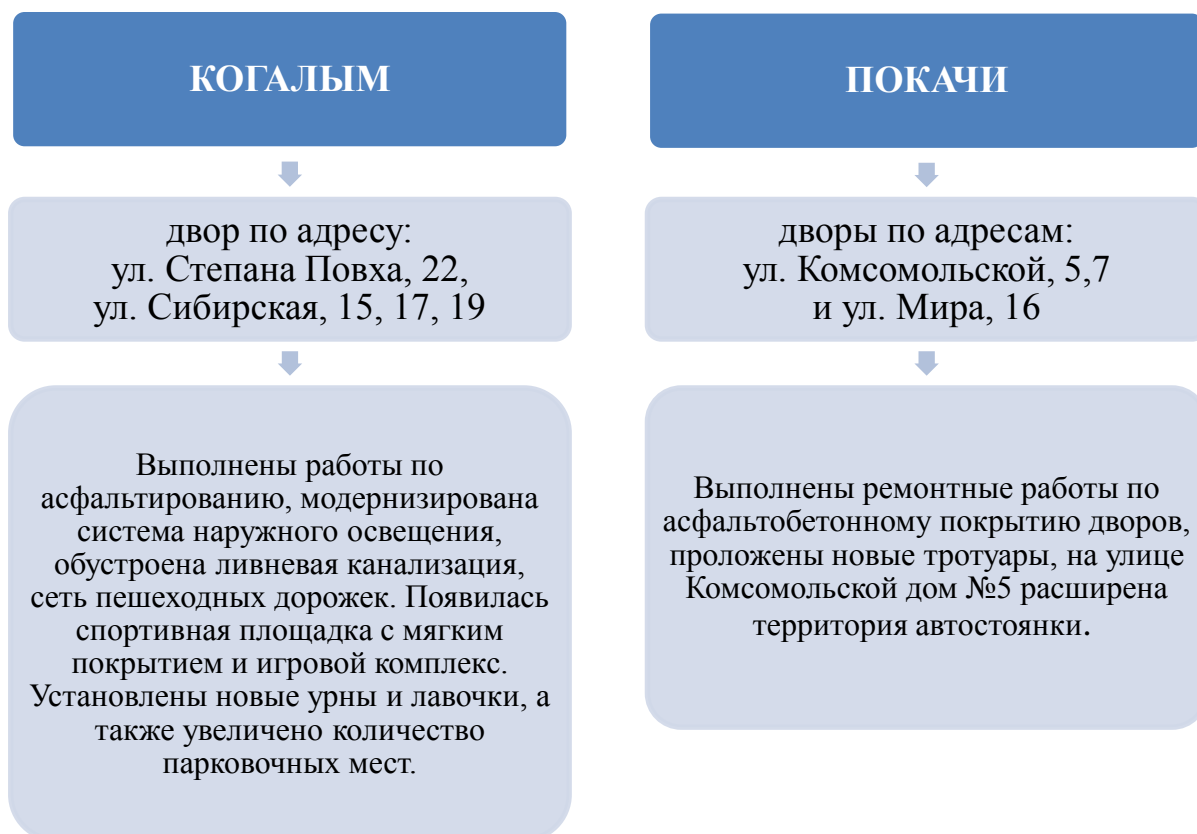 КОГАЛЫМ
двор по адресу:
ул. Степана Повха, 22,
ул. Сибирская, 15, 17, 19
Выполнены работы по
асфальтированию, модернизирована
система наружного освещения,
обустроена ливневая канализация,
сеть пешеходных дорожек. Появилась
спортивная площадка с мягким
покрытием и игровой комплекс.
Установлены новые урны и лавочки, а
также увеличено количество
парковочных мест.
ПОКАЧИ
дворы по адресам:
ул. Комсомольской, 5,7
и ул. Мира, 16
Выполнены ремонтные работы по
асфальтобетонному покрытию дворов,
проложены новые тротуары, на улице
Комсомольской дом №5 расширена
территория автостоянки.